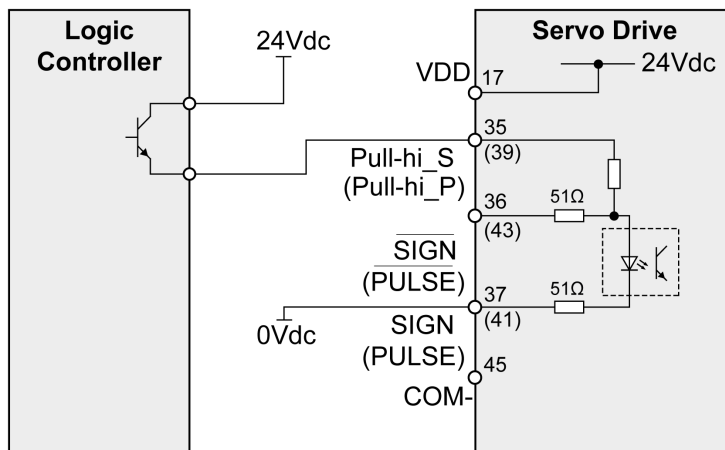 Logic
Controller
24Vdc
0Vdc
Servo Drive
24Vdc
VDD
17
35
(39)
Pull-hi_S
(Pull-hi_P)
36
(43)
51Ω
SIGN
(PULSE)
37
(41)
51Ω
SIGN
(PULSE)
45
COM-